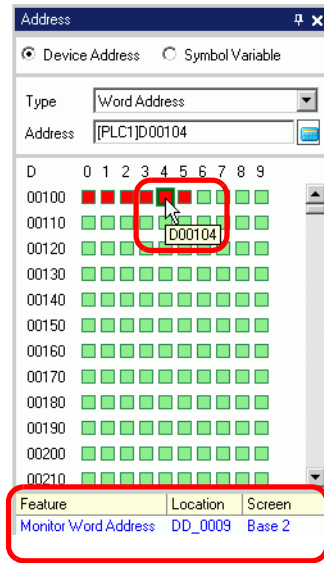 Address
Device Address Symbol Variable
Type Word Address
Address [PLC1]D00104
D 0 1 2 3 4 5 6 7 8 9
00100
00110
D00104
00120
00130
00140
00150
00160
00170
00180
00190
00200
00210
Feature Location Screen
Monitor Word Address DD_0009 Base 2